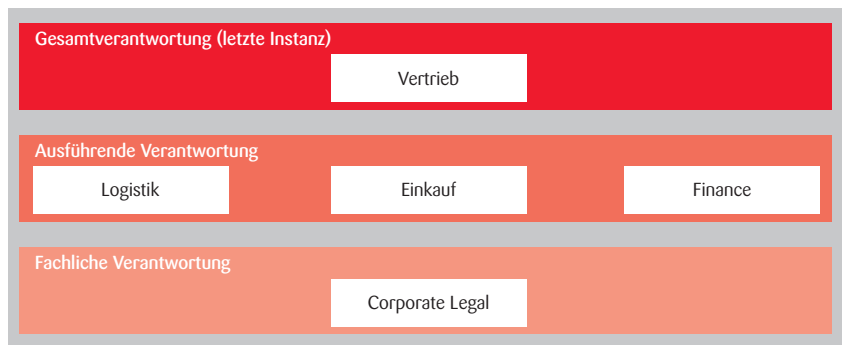 Gesamtverantwortung (letzte Instanz)
Vertrieb
Ausführende Verantwortung
Logistik
Einkauf
Finance
Fachliche Verantwortung
Corporate Legal